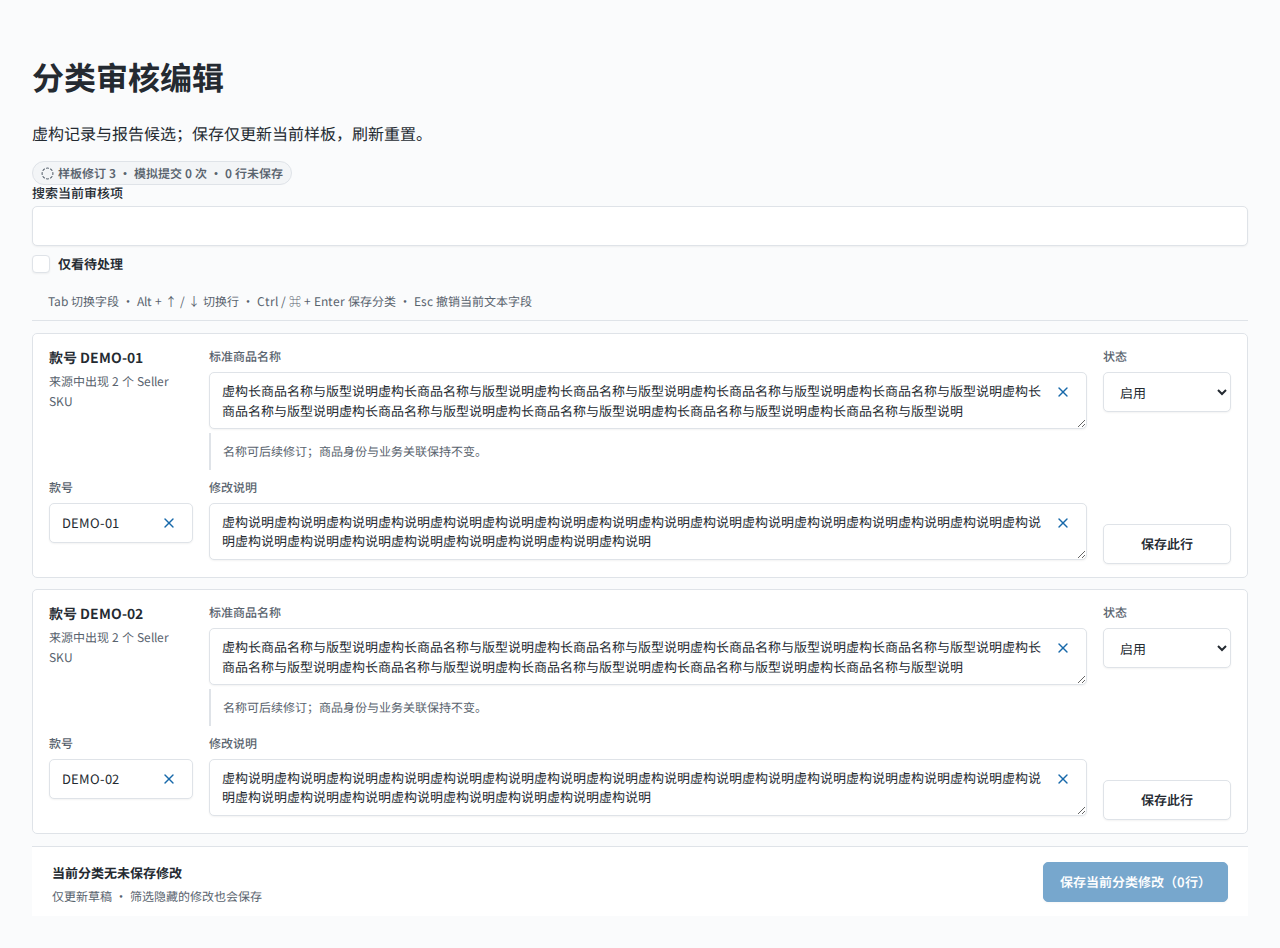 分类审核编辑
虚构记录与报告候选；保存仅更新当前样板，刷新重置。
样板修订 3 · 模拟提交 0 次 · 0 行未保存
搜索当前审核项
仅看待处理
Tab 切换字段 · Alt + ↑ / ↓ 切换行 · Ctrl / ⌘ + Enter 保存分类 · Esc 撤销当前文本字段
款号 DEMO-01
来源中出现 2 个 Seller
SKU
标准商品名称
虚构长商品名称与版型说明虚构长商品名称与版型说明虚构长商品名称与版型说明虚构长商品名称与版型说明虚构长商品名称与版型说明虚构长
商品名称与版型说明虚构长商品名称与版型说明虚构长商品名称与版型说明虚构长商品名称与版型说明虚构长商品名称与版型说明
状态
启用
名称可后续修订；商品身份与业务关联保持不变。
款号
DEMO-01
修改说明
虚构说明虚构说明虚构说明虚构说明虚构说明虚构说明虚构说明虚构说明虚构说明虚构说明虚构说明虚构说明虚构说明虚构说明虚构说明虚构说
明虚构说明虚构说明虚构说明虚构说明虚构说明虚构说明虚构说明虚构说明
保存此行
款号 DEMO-02
来源中出现 2 个 Seller
SKU
标准商品名称
虚构长商品名称与版型说明虚构长商品名称与版型说明虚构长商品名称与版型说明虚构长商品名称与版型说明虚构长商品名称与版型说明虚构长
商品名称与版型说明虚构长商品名称与版型说明虚构长商品名称与版型说明虚构长商品名称与版型说明虚构长商品名称与版型说明
状态
启用
名称可后续修订；商品身份与业务关联保持不变。
款号
DEMO-02
修改说明
虚构说明虚构说明虚构说明虚构说明虚构说明虚构说明虚构说明虚构说明虚构说明虚构说明虚构说明虚构说明虚构说明虚构说明虚构说明虚构说
明虚构说明虚构说明虚构说明虚构说明虚构说明虚构说明虚构说明虚构说明
保存此行
当前分类无未保存修改
仅更新草稿 · 筛选隐藏的修改也会保存
保存当前分类修改（0行）